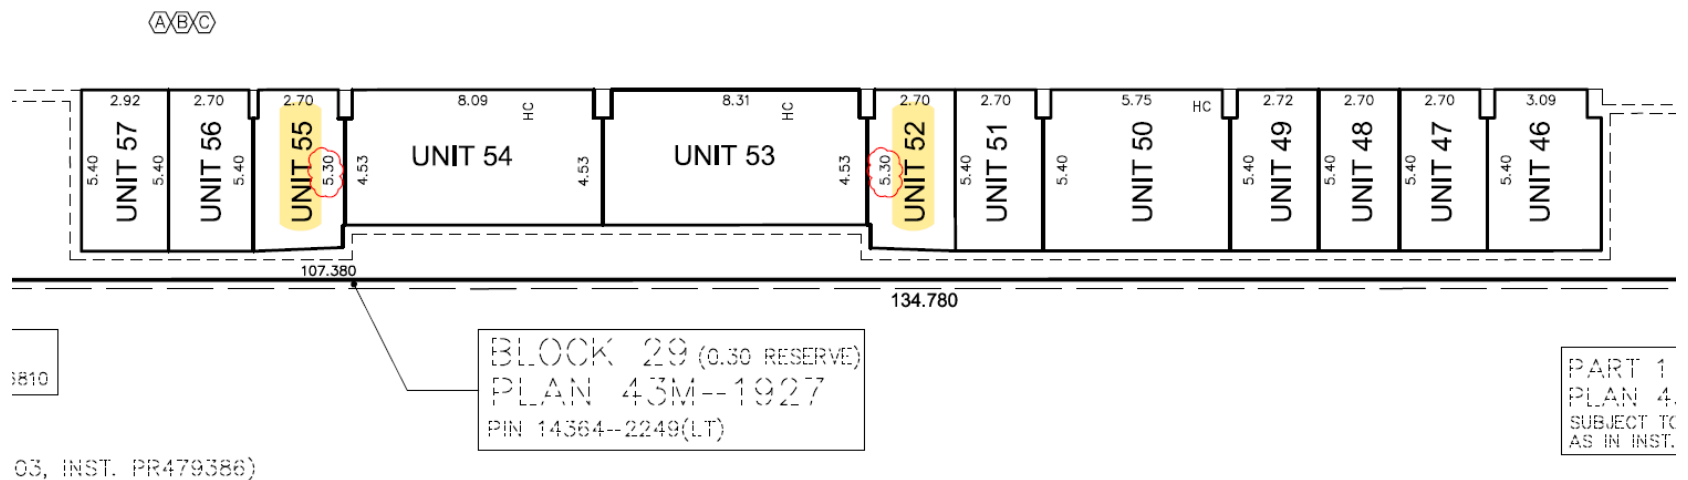 A B C
2.92 2.70 2.70 8.09 8.31 2.70 2.70 5.75 2.72 2.70 2.70 3.09
HC HC HC
5.40 UNIT 57 5.40 UNIT 56 5.40 UNIT 55 5.30 4.53 UNIT 54 4.53 UNIT 53 4.53 5.30 UNIT 52 5.40 UNIT 51 5.40 UNIT 50 5.40 UNIT 49 5.40 UNIT 48 5.40 UNIT 47 5.40 UNIT 46
107.380
134.780
BLOCK 29 (0.30 RESERVE)
PLAN 43M--1927
PIN 14364--2249(LT)
6810
PART 1
PLAN 4
SUBJECT TO
AS IN INST.
03, INST. PR479386)